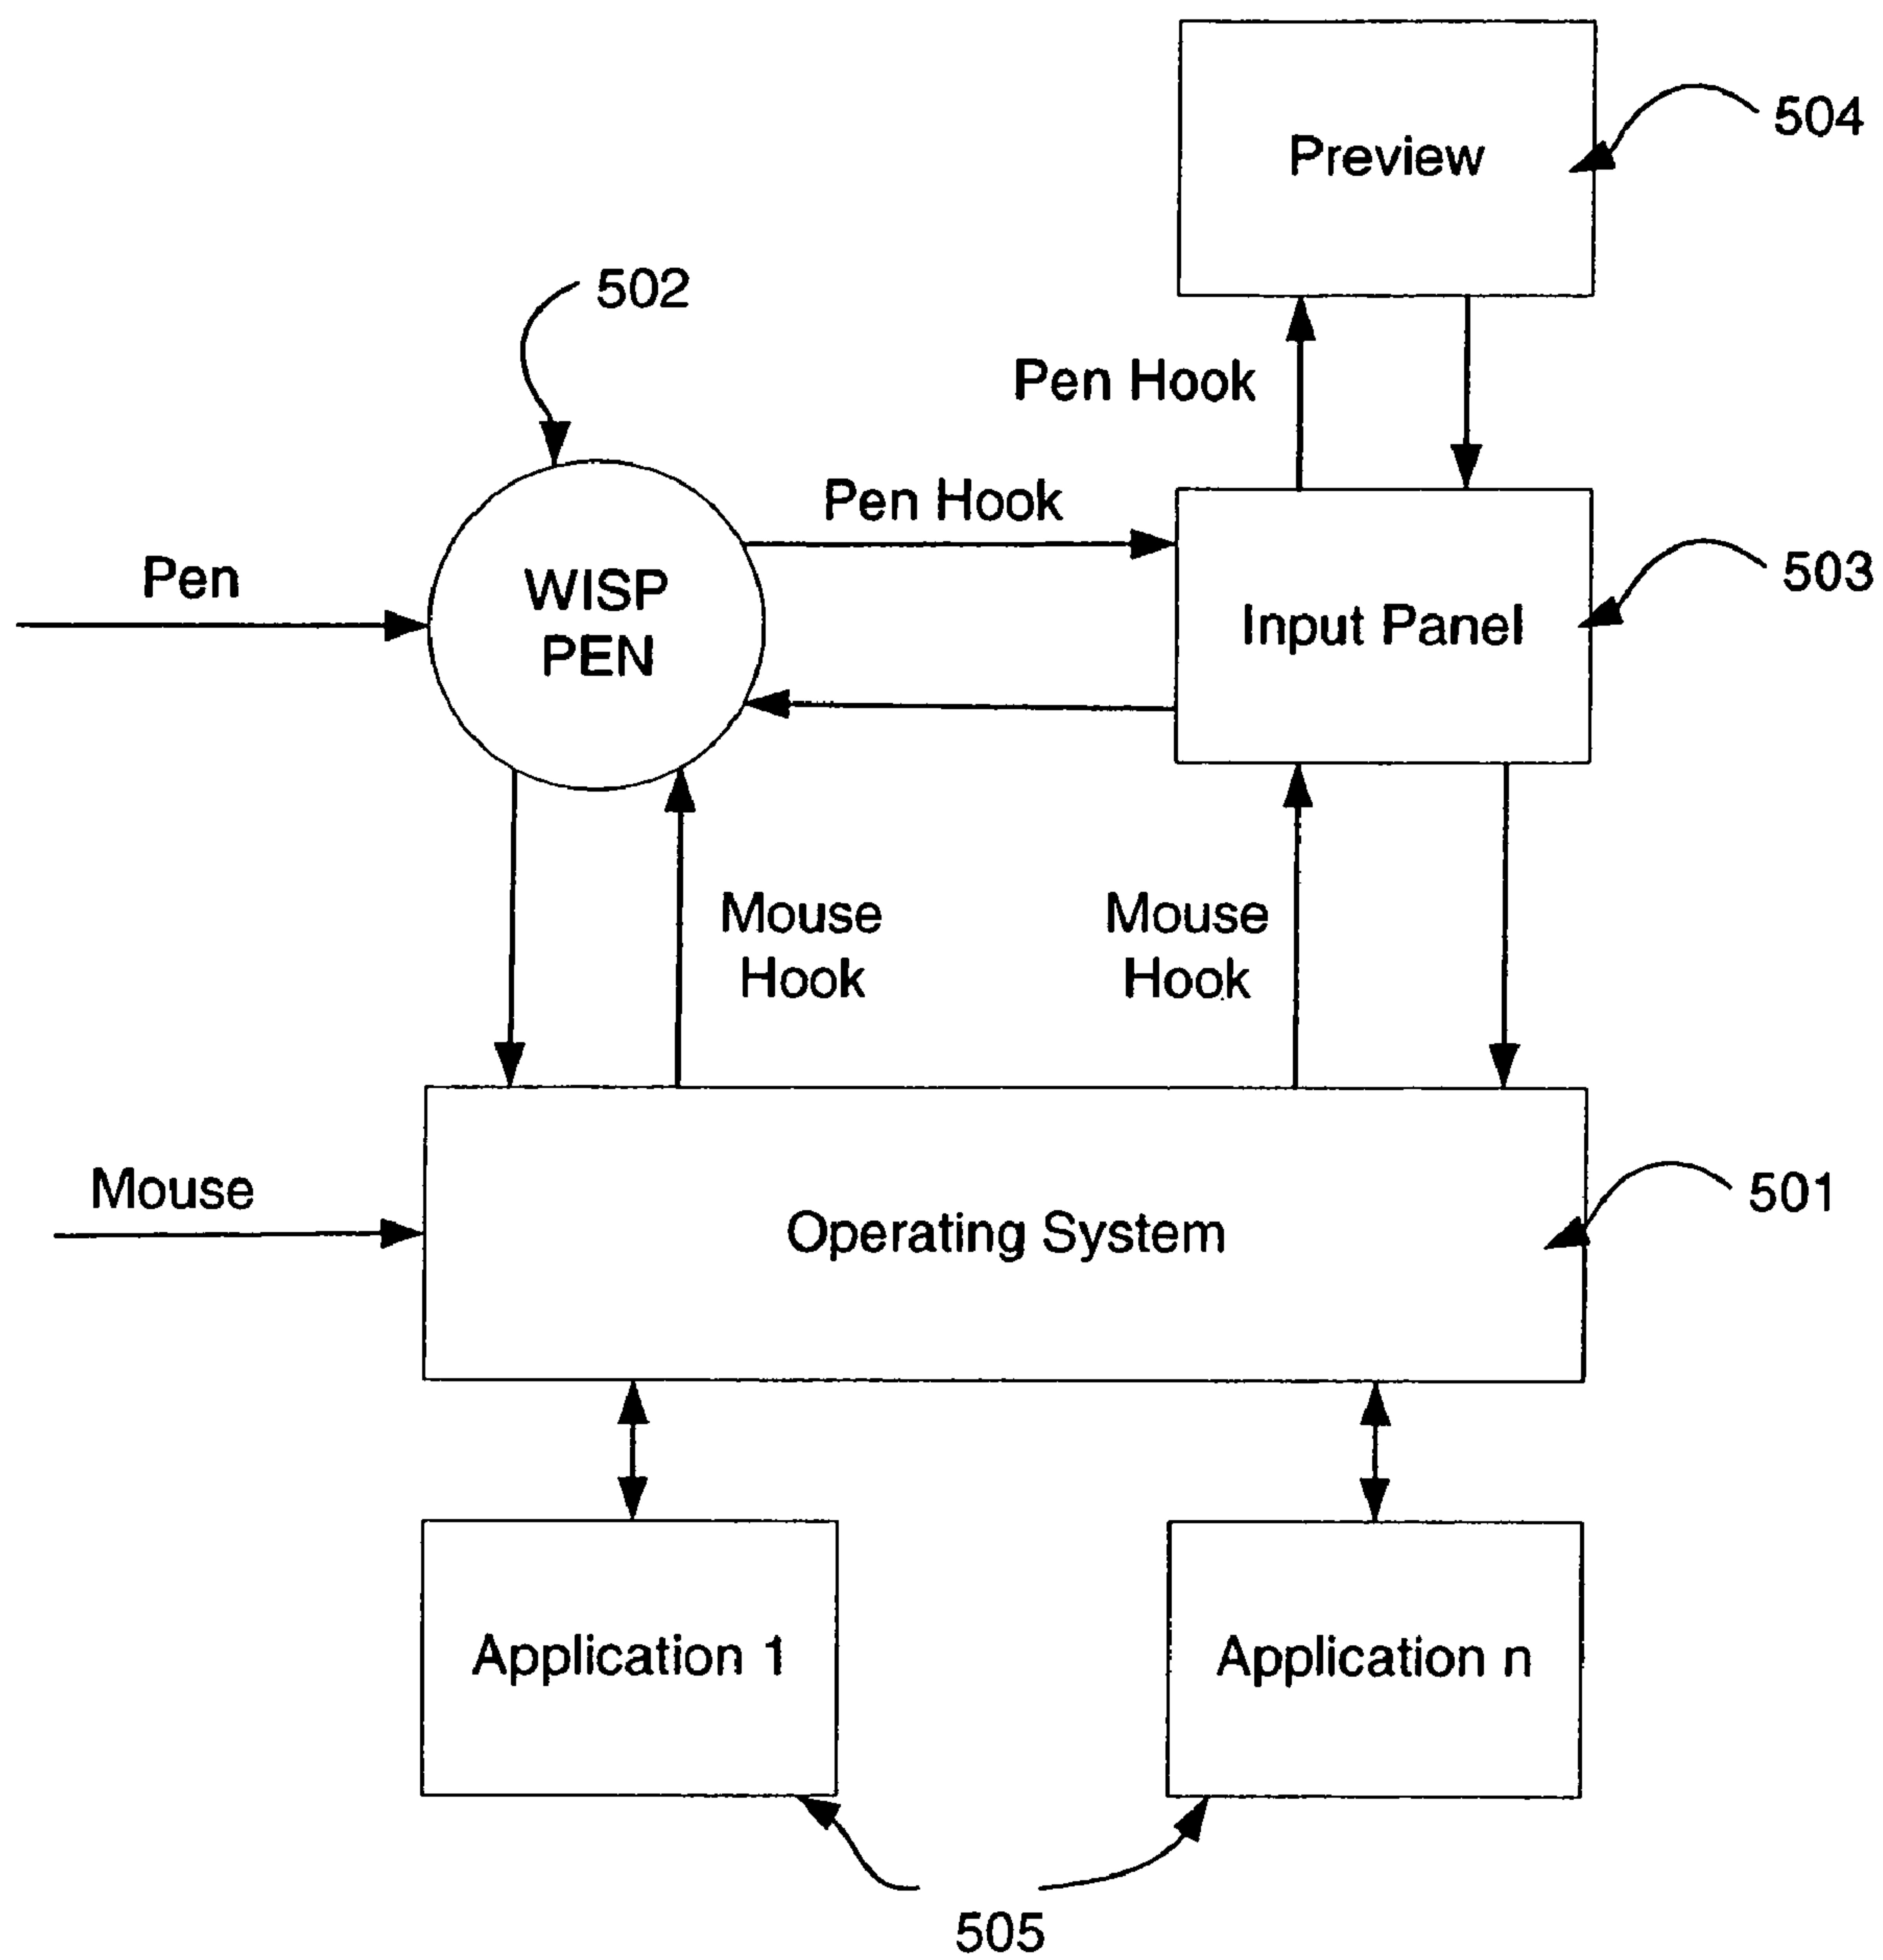 Preview
504
502
Pen Hook
Pen Hook
Pen
WISP
PEN
Input Panel
503
Mouse
Hook
Mouse
Hook
Mouse
Operating System
501
Application 1
Application n
505